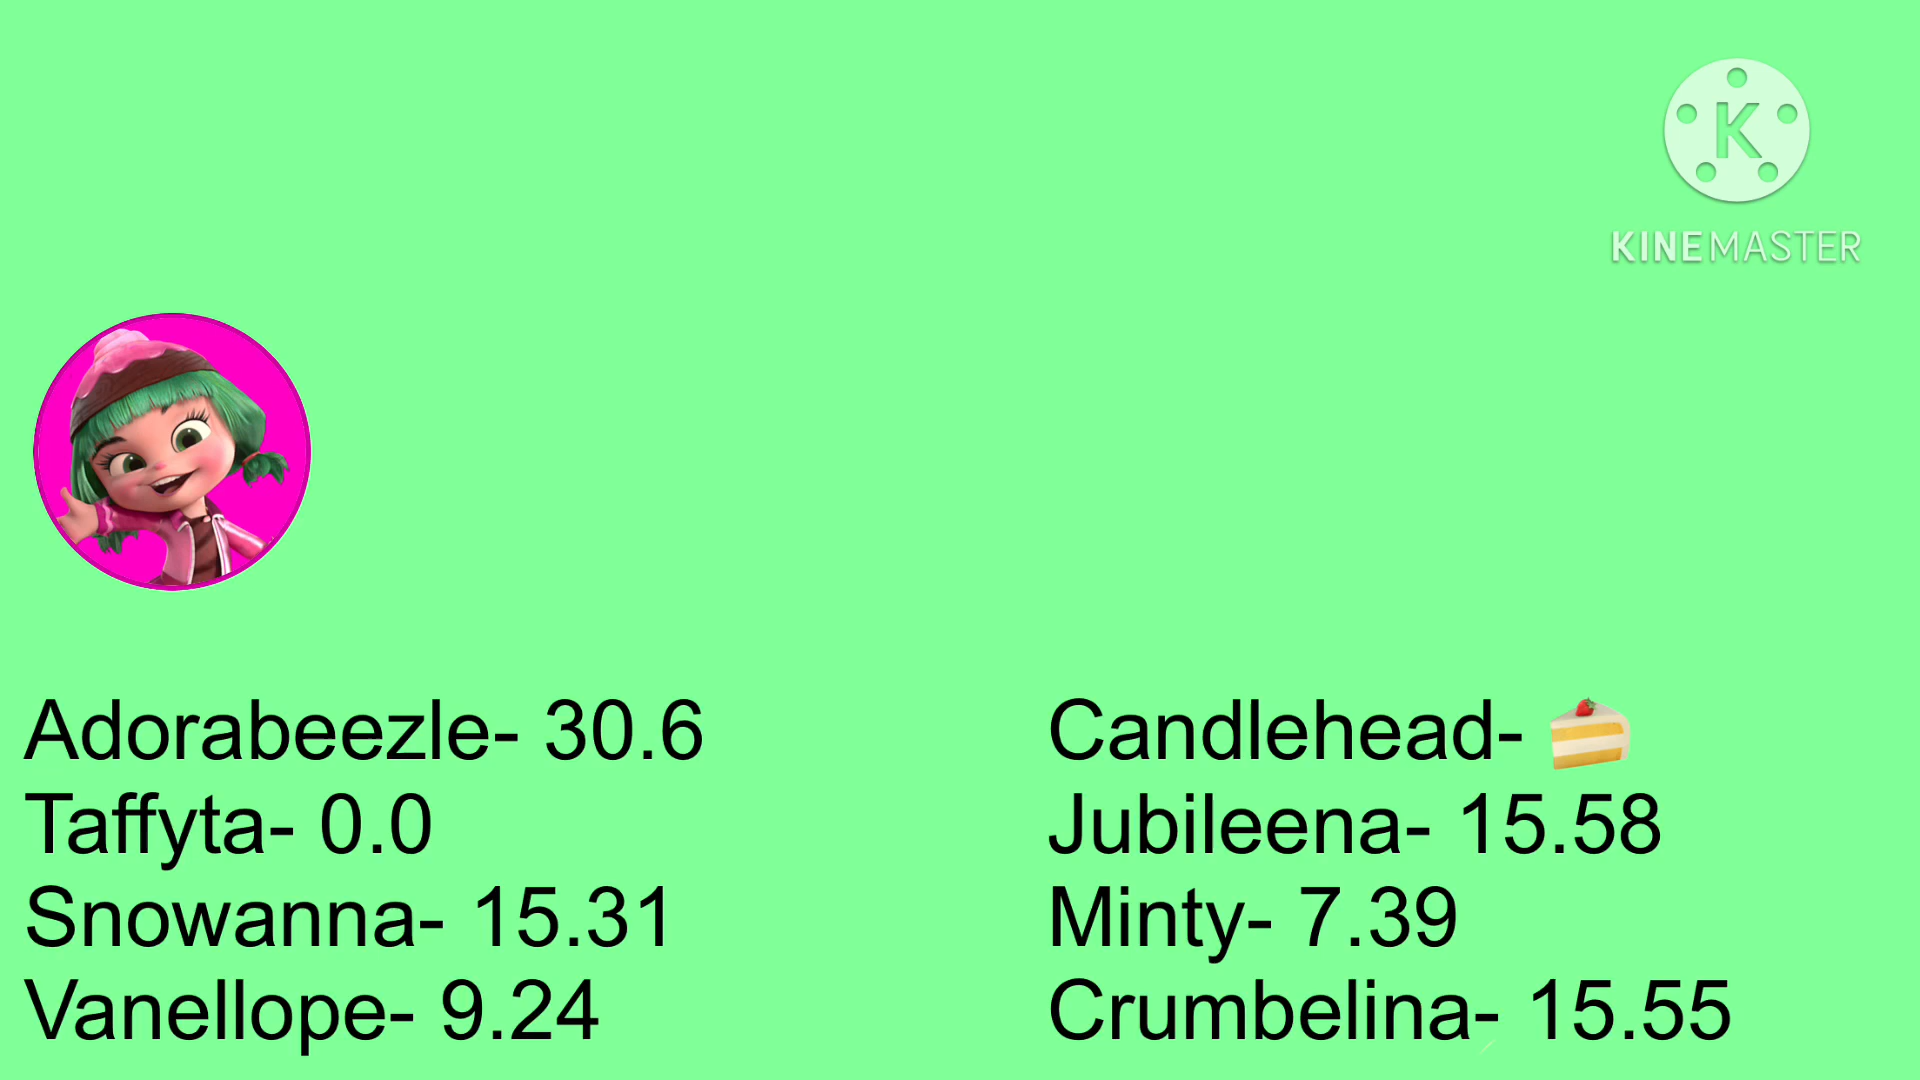 K
KINEMASTER
Adorabeezle- 30.6
Taffyta- 0.0
Snowanna- 15.31
Vanellope- 9.24
Candlehead- 🍰
Jubileena- 15.58
Minty- 7.39
Crumbelina- 15.55